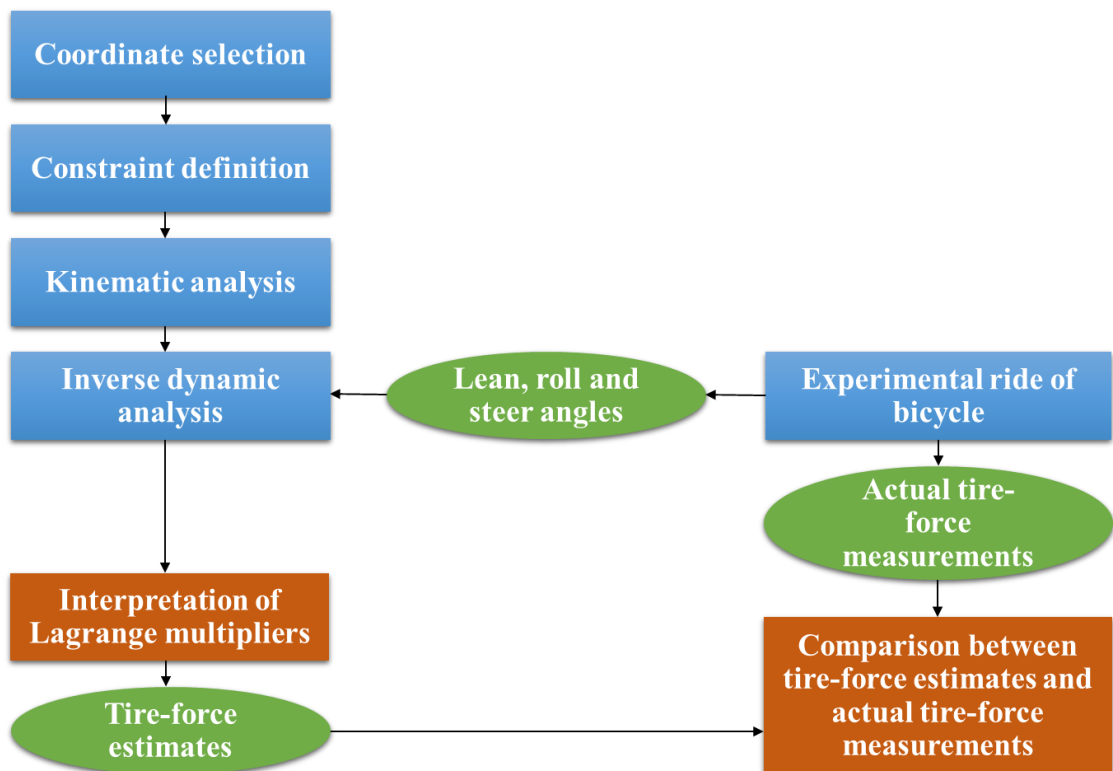 Coordinate selection
Constraint definition
Kinematic analysis
Inverse dynamic
analysis
Lean, roll and
steer angles
Experimental ride of
bicycle
Actual tire-
force
measurements
Interpretation of
Lagrange multipliers
Tire-force
estimates
Comparison between
tire-force estimates and
actual tire-force
measurements